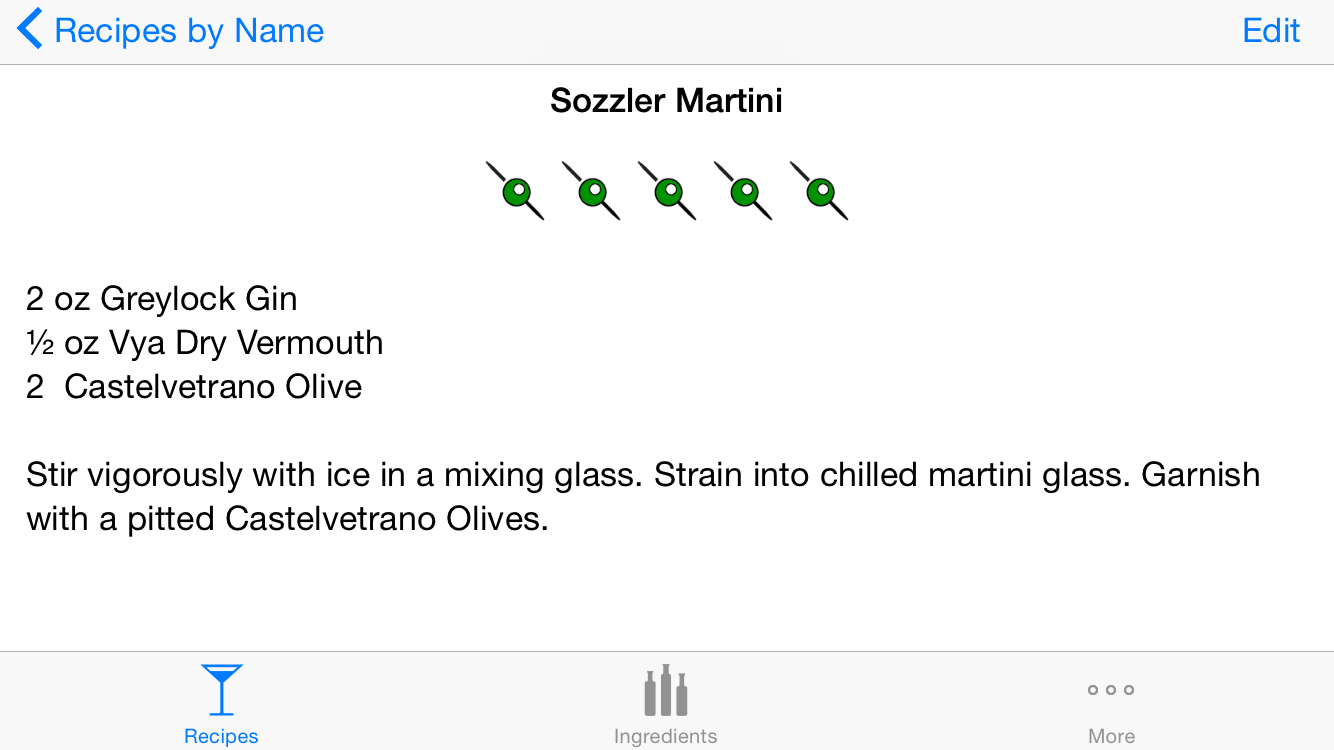 Recipes by Name
Edit
Sozzler Martini
2 oz Greylock Gin
½ oz Vya Dry Vermouth
2  Castelvetrano Olive
Stir vigorously with ice in a mixing glass. Strain into chilled martini glass. Garnish
with a pitted Castelvetrano Olives.
Recipes
Ingredients
More